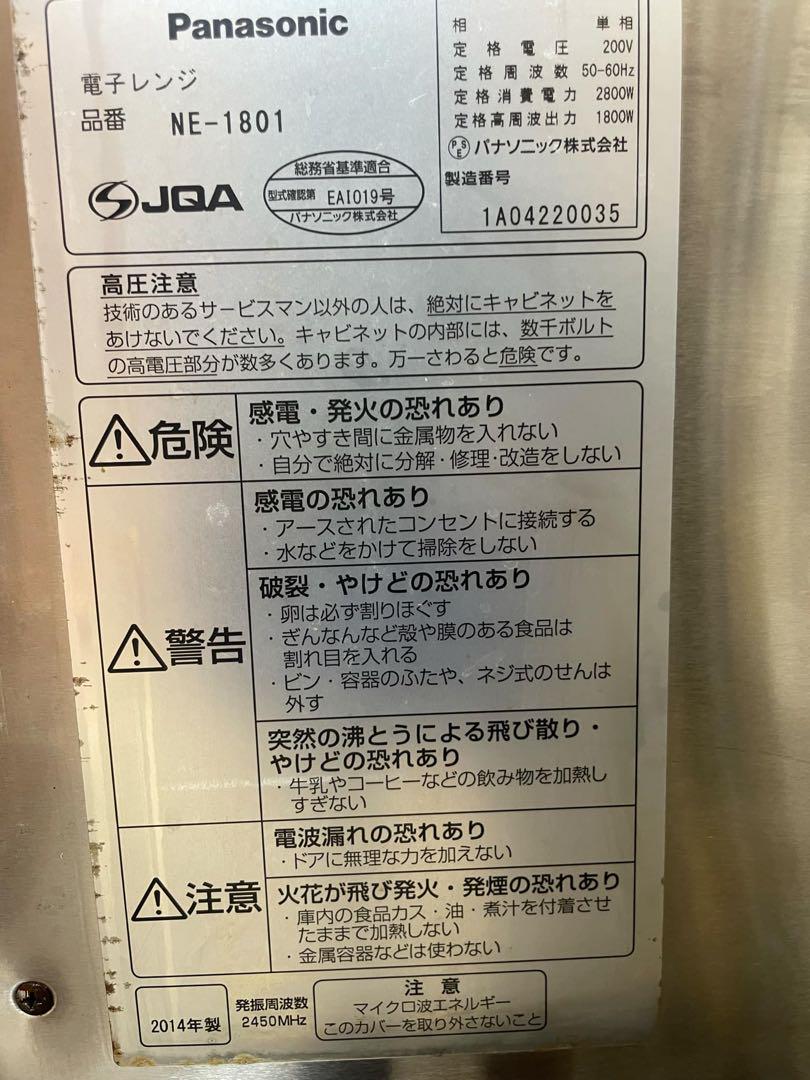 Panasonic
電子レンジ
品番 NE-1801
JQA
総務省基準適合
型式確認第 EAI019号
パナソニック株式会社
相 単相
定格電圧 200V
定格周波数 50-60Hz
定格消費電力 2800W
定格高周波出力 1800W
PSE パナソニック株式会社
製造番号
1A04220035
高圧注意
技術のあるサービスマン以外の人は、絶対にキャビネットを
あけないでください。キャビネットの内部には、数千ボルト
の高電圧部分が数多くあります。万一さわると危険です。
危険
感電・発火の恐れあり
・穴やすき間に金属物を入れない
・自分で絶対に分解・修理・改造をしない
警告
感電の恐れあり
・アースされたコンセントに接続する
・水などをかけて掃除をしない
破裂・やけどの恐れあり
・卵は必ず割りほぐす
・ぎんなんなど殻や膜のある食品は
割れ目を入れる
・ビン・容器のふたや、ネジ式のせんは
外す
突然の沸とうによる飛び散り・
やけどの恐れあり
・牛乳やコーヒーなどの飲み物を加熱し
すぎない
注意
電波漏れの恐れあり
・ドアに無理な力を加えない
火花が飛び発火・発煙の恐れあり
・庫内の食品カス・油・煮汁を付着させ
たままで加熱しない
・金属容器などは使わない
2014年製
発振周波数
2450MHz
注意
マイクロ波エネルギー
このカバーを取り外さないこと